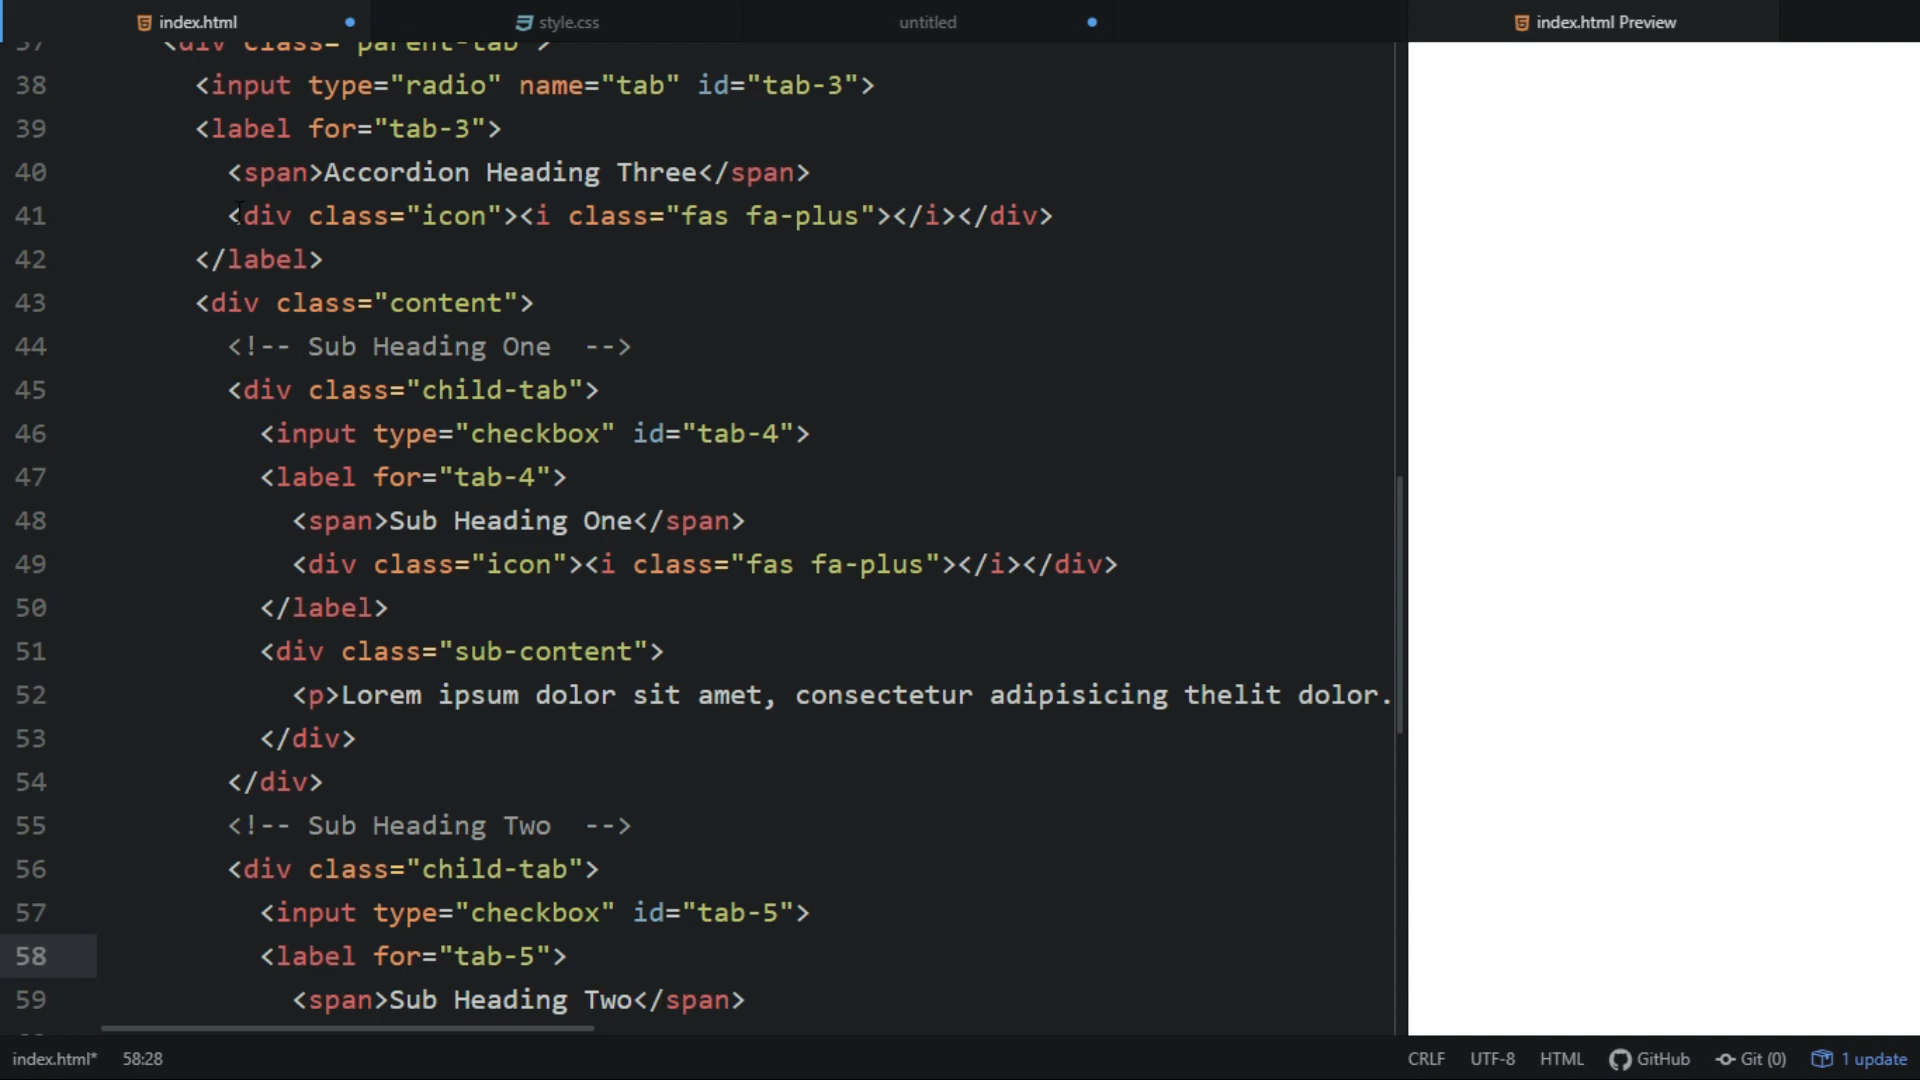 index.html
style.css
untitled
index.html Preview
37 <div class="parent-tab">
38 <input type="radio" name="tab" id="tab-3">
39 <label for="tab-3">
40 <span>Accordion Heading Three</span>
41 <div class="icon"><i class="fas fa-plus"></i></div>
42 </label>
43 <div class="content">
44 <!-- Sub Heading One  -->
45 <div class="child-tab">
46 <input type="checkbox" id="tab-4">
47 <label for="tab-4">
48 <span>Sub Heading One</span>
49 <div class="icon"><i class="fas fa-plus"></i></div>
50 </label>
51 <div class="sub-content">
52 <p>Lorem ipsum dolor sit amet, consectetur adipisicing thelit dolor.
53 </div>
54 </div>
55 <!-- Sub Heading Two  -->
56 <div class="child-tab">
57 <input type="checkbox" id="tab-5">
58 <label for="tab-5">
59 <span>Sub Heading Two</span>
index.html* 58:28 CRLF UTF-8 HTML GitHub Git (0) 1 update